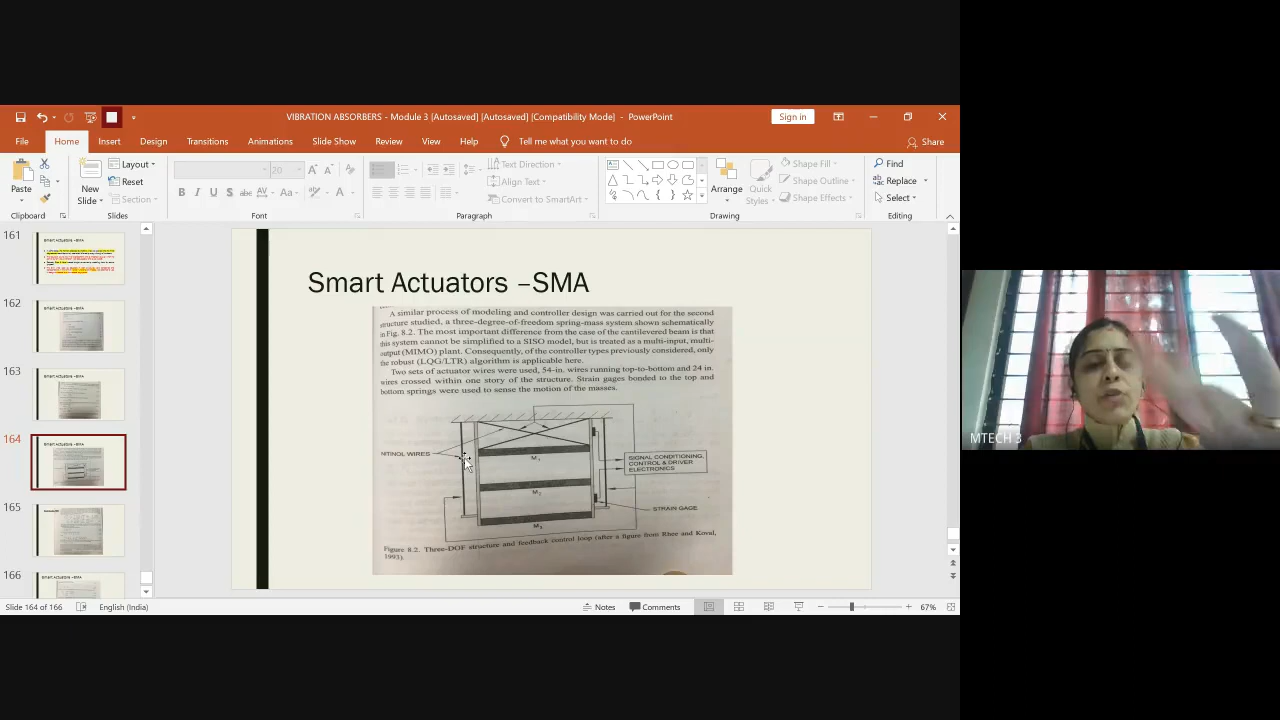 VIBRATION ABSORBERS - Module 3 [Autosaved] [Autosaved] [Compatibility Mode] - PowerPoint
Sign in
File Home Insert Design Transitions Animations Slide Show Review View Help Tell me what you want to do
Share
Paste
Clipboard
New
Slide
Layout
Reset
Section
Slides
20
B I U S abc AV Aa A
Font
Text Direction
Align Text
Convert to SmartArt
Paragraph
Arrange
Quick
Styles
Shape Fill
Shape Outline
Shape Effects
Drawing
Find
Replace
Select
Editing
161
162
163
164
165
166
Smart Actuators –SMA
A similar process of modeling and controller design was carried out for the second
structure studied, a three-degree-of-freedom spring-mass system shown schematically
in Fig. 8.2. The most important difference from the case of the cantilevered beam is that
this system cannot be simplified to a SISO model, but is treated as a multi-input, multi-
output (MIMO) plant. Consequently, of the controller types previously considered, only
the robust (LQG/LTR) algorithm is applicable here.
Two sets of actuator wires were used, 54-in. wires running top-to-bottom and 24 in.
wires crossed within one story of the structure. Strain gages bonded to the top and
bottom springs were used to sense the motion of the masses.
NITINOL WIRES
M1
M2
M3
SIGNAL CONDITIONING,
CONTROL & DRIVER
ELECTRONICS
STRAIN GAGE
Figure 8.2. Three-DOF structure and feedback control loop (after a figure from Rhee and Koval,
1993).
MTECH 3
Slide 164 of 166
English (India)
Notes
Comments
67%